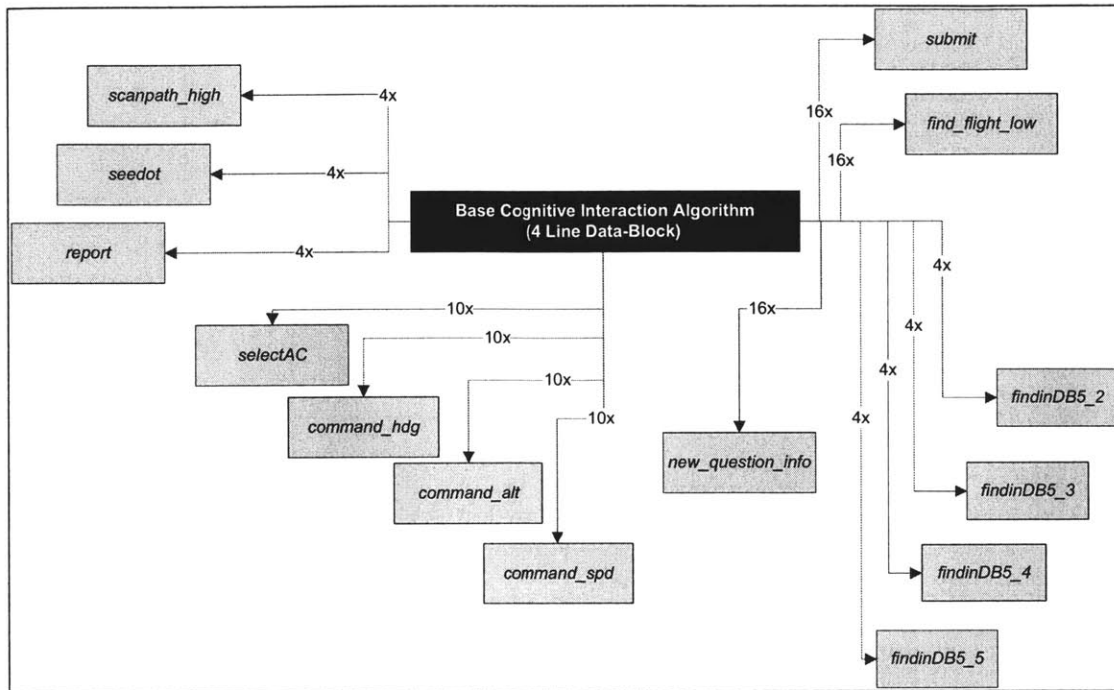 submit
scanpath_high
4x
16x
find_flight_low
16x
seedot
4x
Base Cognitive Interaction Algorithm
(4 Line Data-Block)
report
4x
4x
10x
16x
selectAC
10x
4x
10x
4x
findinDB5_2
command_hdg
10x
4x
new_question_info
command_alt
findinDB5_3
command_spd
findinDB5_4
findinDB5_5